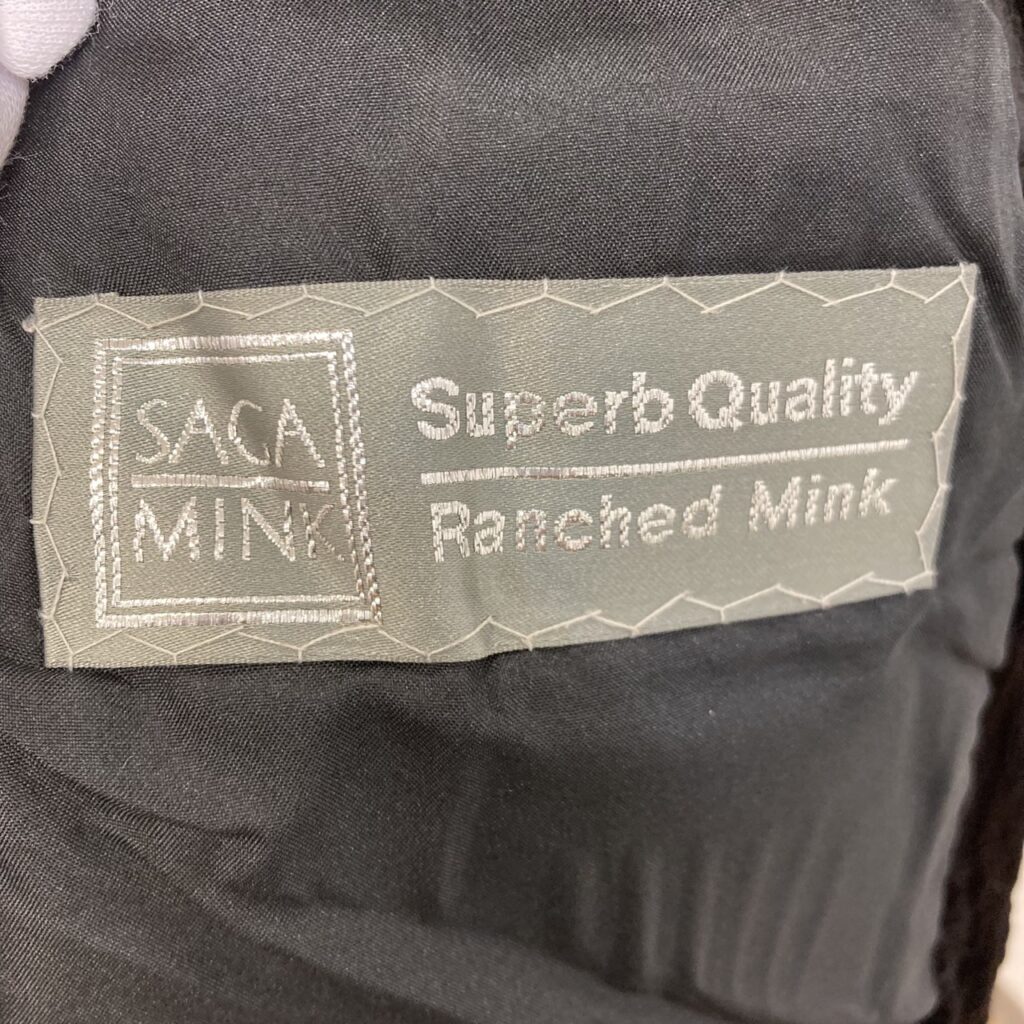 SAGA
MINK
Superb Quality
Ranched Mink